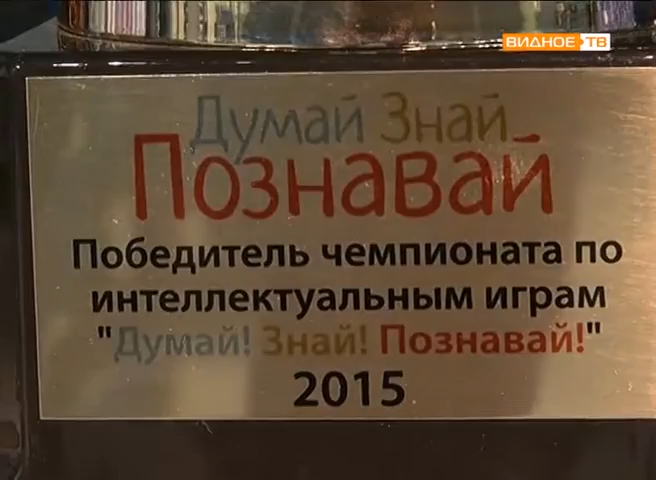 ВИДНОЕ ТВ
Думай Знай
Познавай
Победитель чемпионата по
интеллектуальным играм
"Думай! Знай! Познавай!"
2015